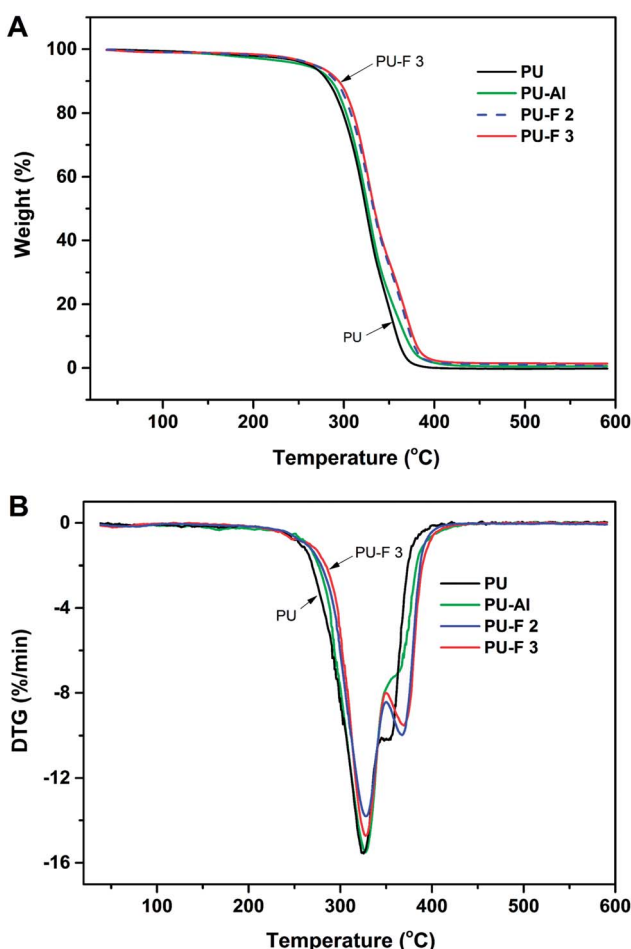 A
100
80
60
40
20
0
Weight (%)
PU-F 3
PU
PU
PU-AI
PU-F 2
PU-F 3
100 200 300 400 500 600
Temperature (°C)
B
0
-4
-8
-12
-16
DTG (%/min)
PU-F 3
PU
PU
PU-AI
PU-F 2
PU-F 3
100 200 300 400 500 600
Temperature (°C)